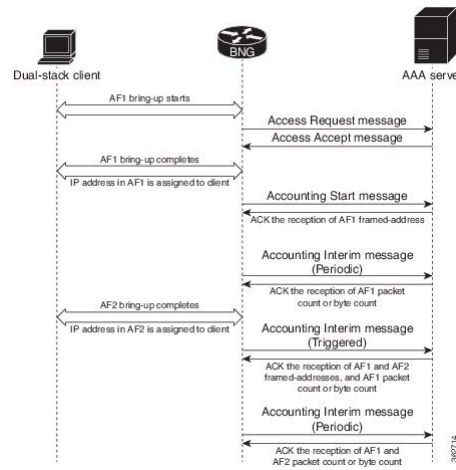 BNG
Dual-stack client
AAA server
AF1 bring-up starts
Access Request message
Access Accept message
AF1 bring-up completes
IP address in AF1 is assigned to client
Accounting Start message
ACK the reception of AF1 framed-address
Accounting Interim message
(Periodic)
ACK the reception of AF1 packet
count or byte count
AF2 bring-up completes
IP address in AF2 is assigned to client
Accounting Interim message
(Triggered)
ACK the reception of AF1 and AF2
framed-addresses, and AF1 packet
count or byte count
Accounting Interim message
(Periodic)
ACK the reception of AF1 and
AF2 packet count or byte count
362714